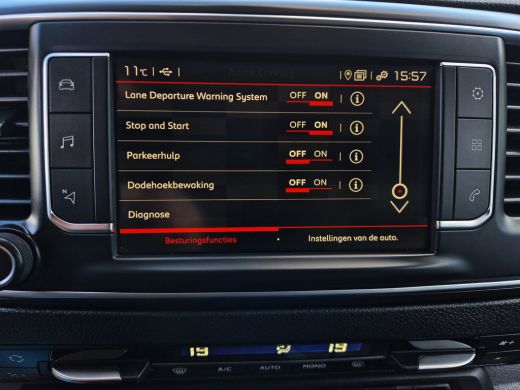 11°C 15:57
Lane Departure Warning System OFF ON
Stop and Start OFF ON
Parkeerhulp OFF ON
Dodehoekbewaking OFF ON
Diagnose
Besturingsfuncties Instellingen van de auto.
N
19 19
A/C AUTO MONO